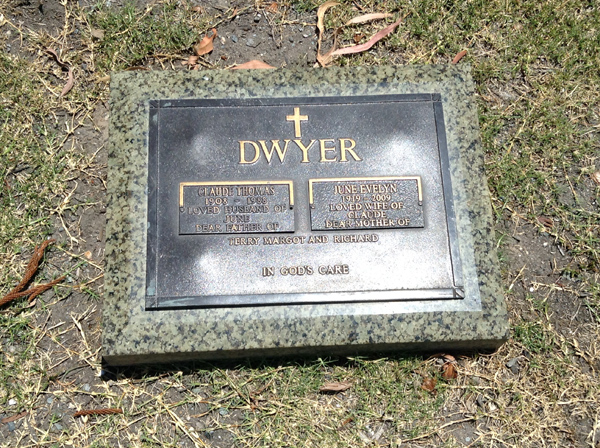 DWYER
CLAUDE THOMAS
LOVED HUSBAND OF
JUNE
DEAR FATHER OF
JUNE EVELYN
1919 - 2009
LOVED WIFE OF
CLAUDE
DEAR MOTHER OF
TERRY MARGOT AND RICHARD
IN GOD'S CARE